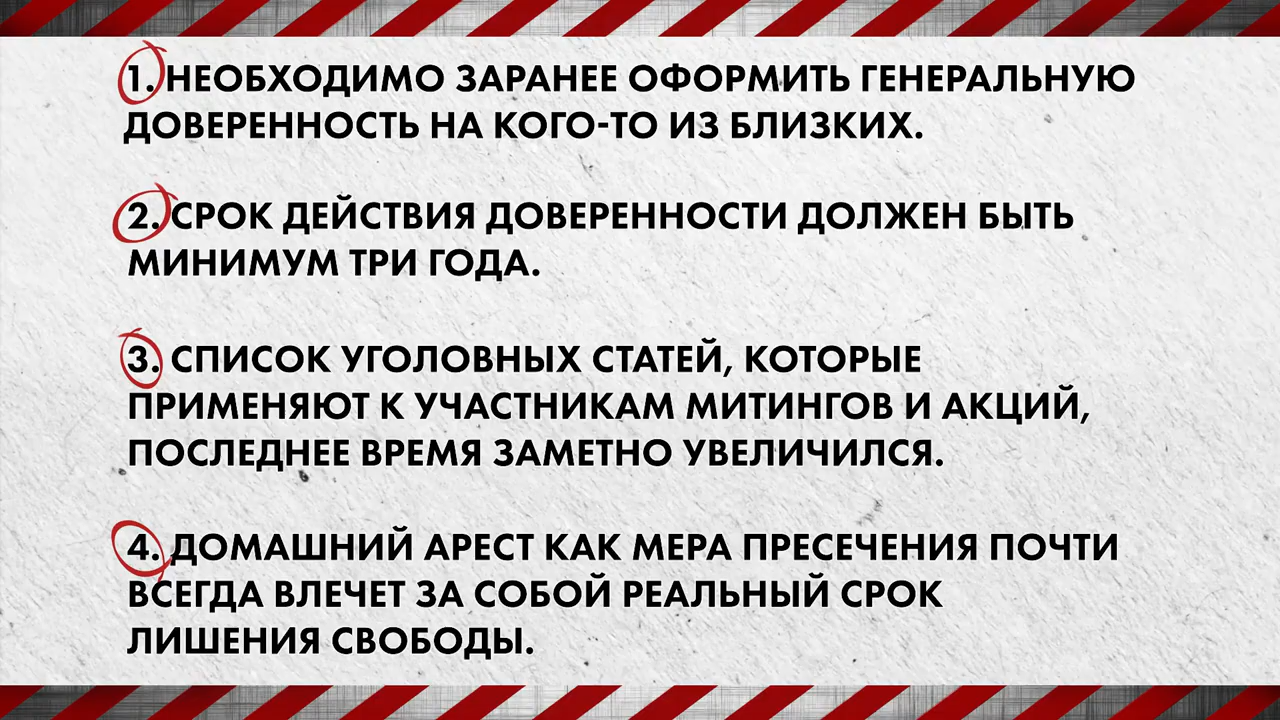 1. НЕОБХОДИМО ЗАРАНЕЕ ОФОРМИТЬ ГЕНЕРАЛЬНУЮ
ДОВЕРЕННОСТЬ НА КОГО-ТО ИЗ БЛИЗКИХ.
2. СРОК ДЕЙСТВИЯ ДОВЕРЕННОСТИ ДОЛЖЕН БЫТЬ
МИНИМУМ ТРИ ГОДА.
3. СПИСОК УГОЛОВНЫХ СТАТЕЙ, КОТОРЫЕ
ПРИМЕНЯЮТ К УЧАСТНИКАМ МИТИНГОВ И АКЦИЙ,
ПОСЛЕДНЕЕ ВРЕМЯ ЗАМЕТНО УВЕЛИЧИЛСЯ.
4. ДОМАШНИЙ АРЕСТ КАК МЕРА ПРЕСЕЧЕНИЯ ПОЧТИ
ВСЕГДА ВЛЕЧЕТ ЗА СОБОЙ РЕАЛЬНЫЙ СРОК
ЛИШЕНИЯ СВОБОДЫ.